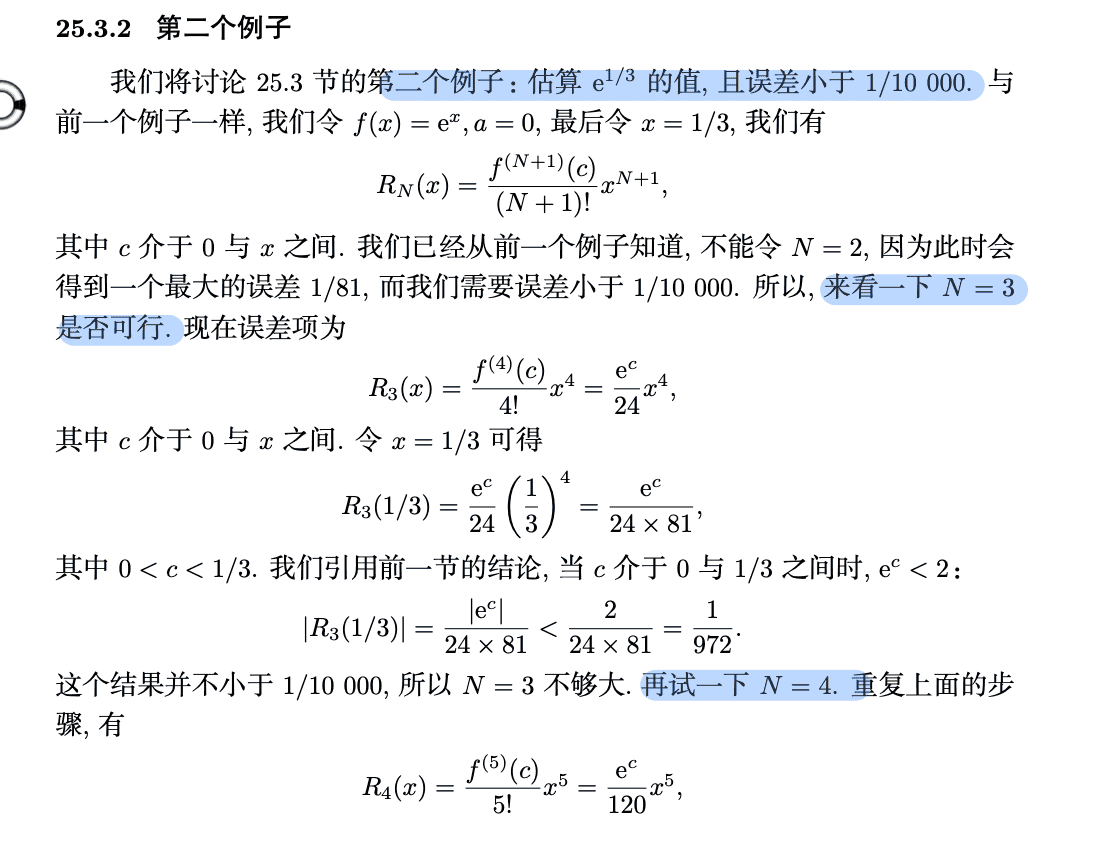 25.3.2 第二个例子
我们将讨论 25.3 节的第二个例子：估算 e^{1/3} 的值, 且误差小于 1/10 000. 与
前一个例子一样, 我们令 f(x) = e^x, a = 0, 最后令 x = 1/3, 我们有
R_N(x) = \frac{f^{(N+1)}(c)}{(N + 1)!} x^{N+1},
其中 c 介于 0 与 x 之间. 我们已经从前一个例子知道, 不能令 N = 2, 因为此时会
得到一个最大的误差 1/81, 而我们需要误差小于 1/10 000. 所以, 来看一下 N = 3
是否可行. 现在误差项为
R_3(x) = \frac{f^{(4)}(c)}{4!} x^4 = \frac{e^c}{24} x^4,
其中 c 介于 0 与 x 之间. 令 x = 1/3 可得
R_3(1/3) = \frac{e^c}{24} \left(\frac{1}{3}\right)^4 = \frac{e^c}{24 × 81},
其中 0 < c < 1/3. 我们引用前一节的结论, 当 c 介于 0 与 1/3 之间时, e^c < 2：
|R_3(1/3)| = \frac{|e^c|}{24 × 81} < \frac{2}{24 × 81} = \frac{1}{972}.
这个结果并不小于 1/10 000, 所以 N = 3 不够大. 再试一下 N = 4. 重复上面的步
骤, 有
R_4(x) = \frac{f^{(5)}(c)}{5!} x^5 = \frac{e^c}{120} x^5,